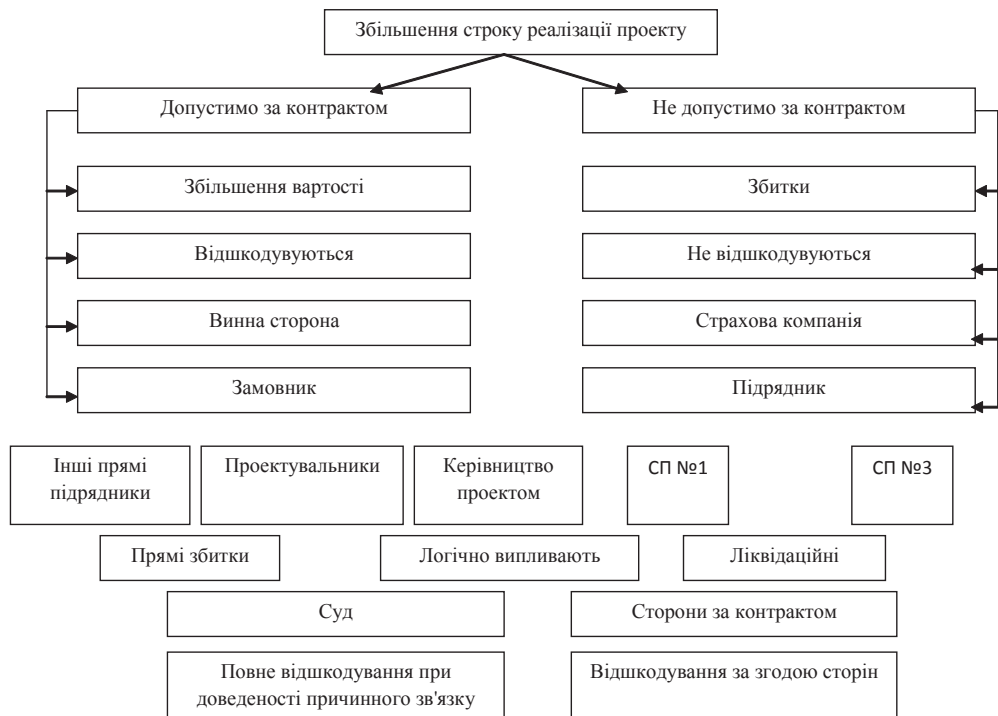 Збільшення строку реалізації проекту
Допустимо за контрактом
Не допустимо за контрактом
Збільшення вартості
Збитки
Відшкодувуються
Не відшкодувуються
Винна сторона
Страхова компанія
Замовник
Підрядник
Інші прямі
підрядники
Проектувальники
Керівництво
проектом
СП №1
СП №3
Прямі збитки
Логічно випливають
Ліквідаційні
Суд
Сторони за контрактом
Повне відшкодування при
доведеності причинного зв'язку
Відшкодування за згодою сторін